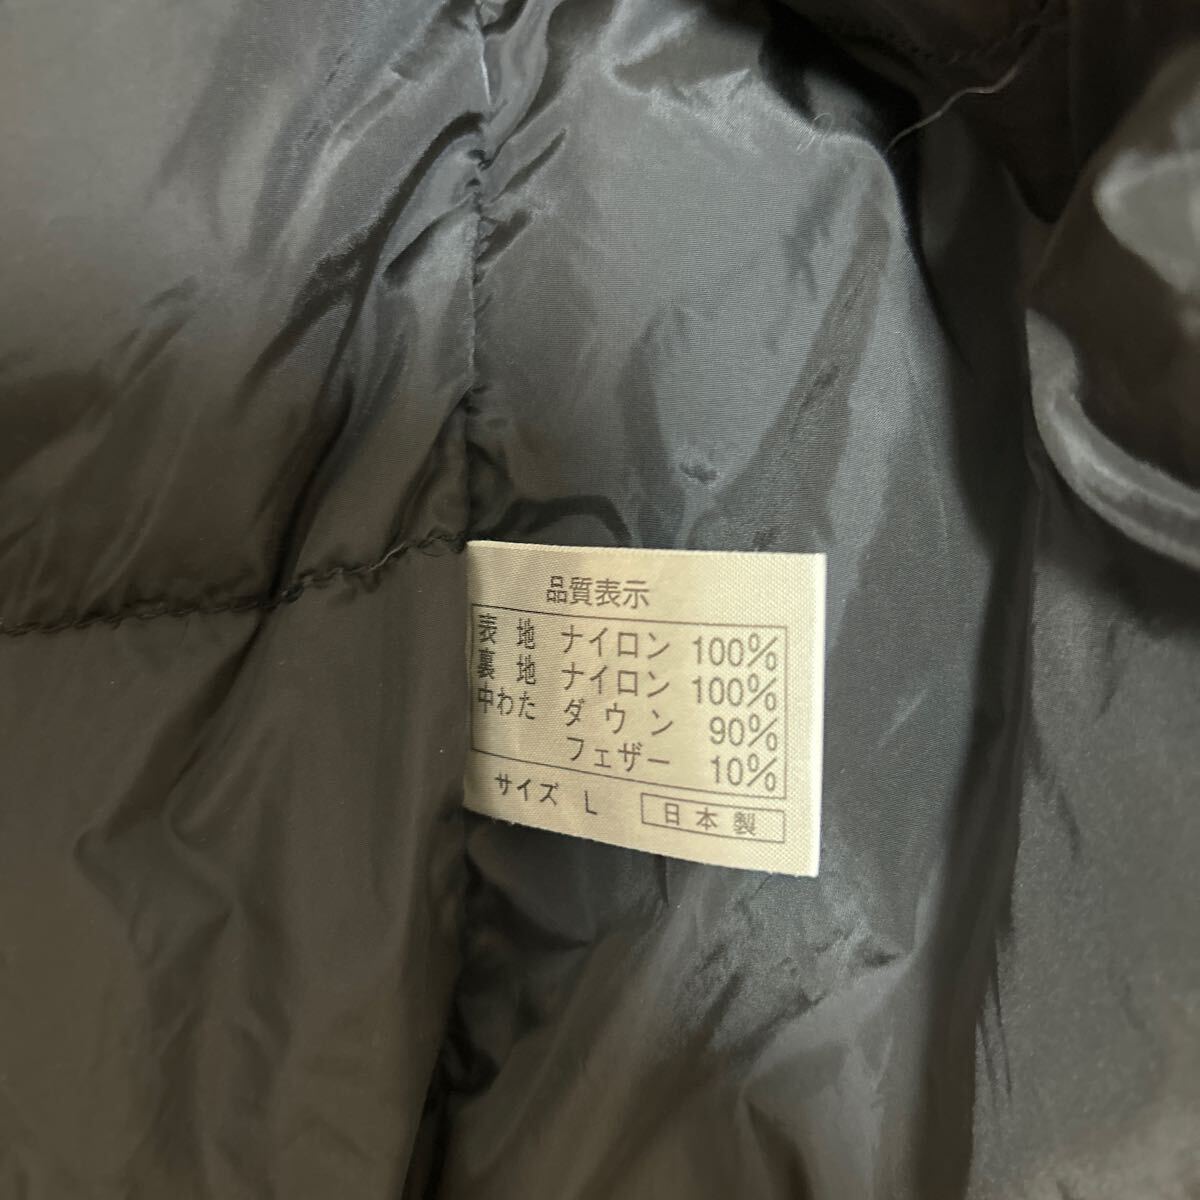 品質表示
表地 ナイロン 100%
裏地 ナイロン 100%
中わた ダウン 90%
フェザー 10%
サイズ L 日本製